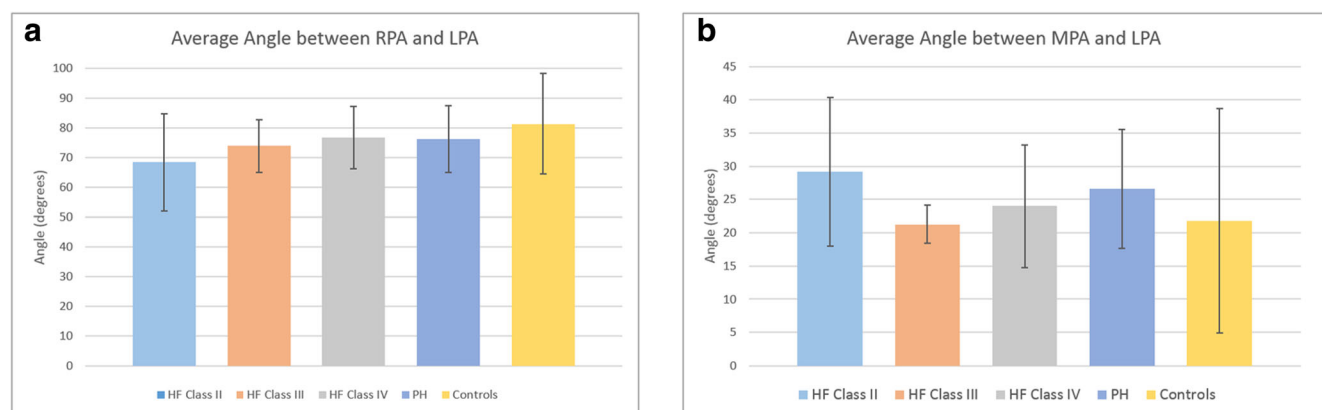 a
Average Angle between RPA and LPA
Angle (degrees)
100
90
80
70
60
50
40
30
20
10
0
HF Class II HF Class III HF Class IV PH Controls
b
Average Angle between MPA and LPA
Angle (degrees)
45
40
35
30
25
20
15
10
5
0
HF Class II HF Class III HF Class IV PH Controls